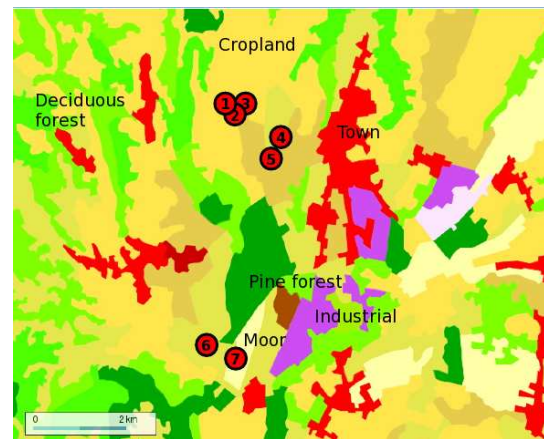 Cropland
1 3
2
Deciduous
forest
Town
4
5
Pine forest
Industrial
Moor
6
7
0 2km